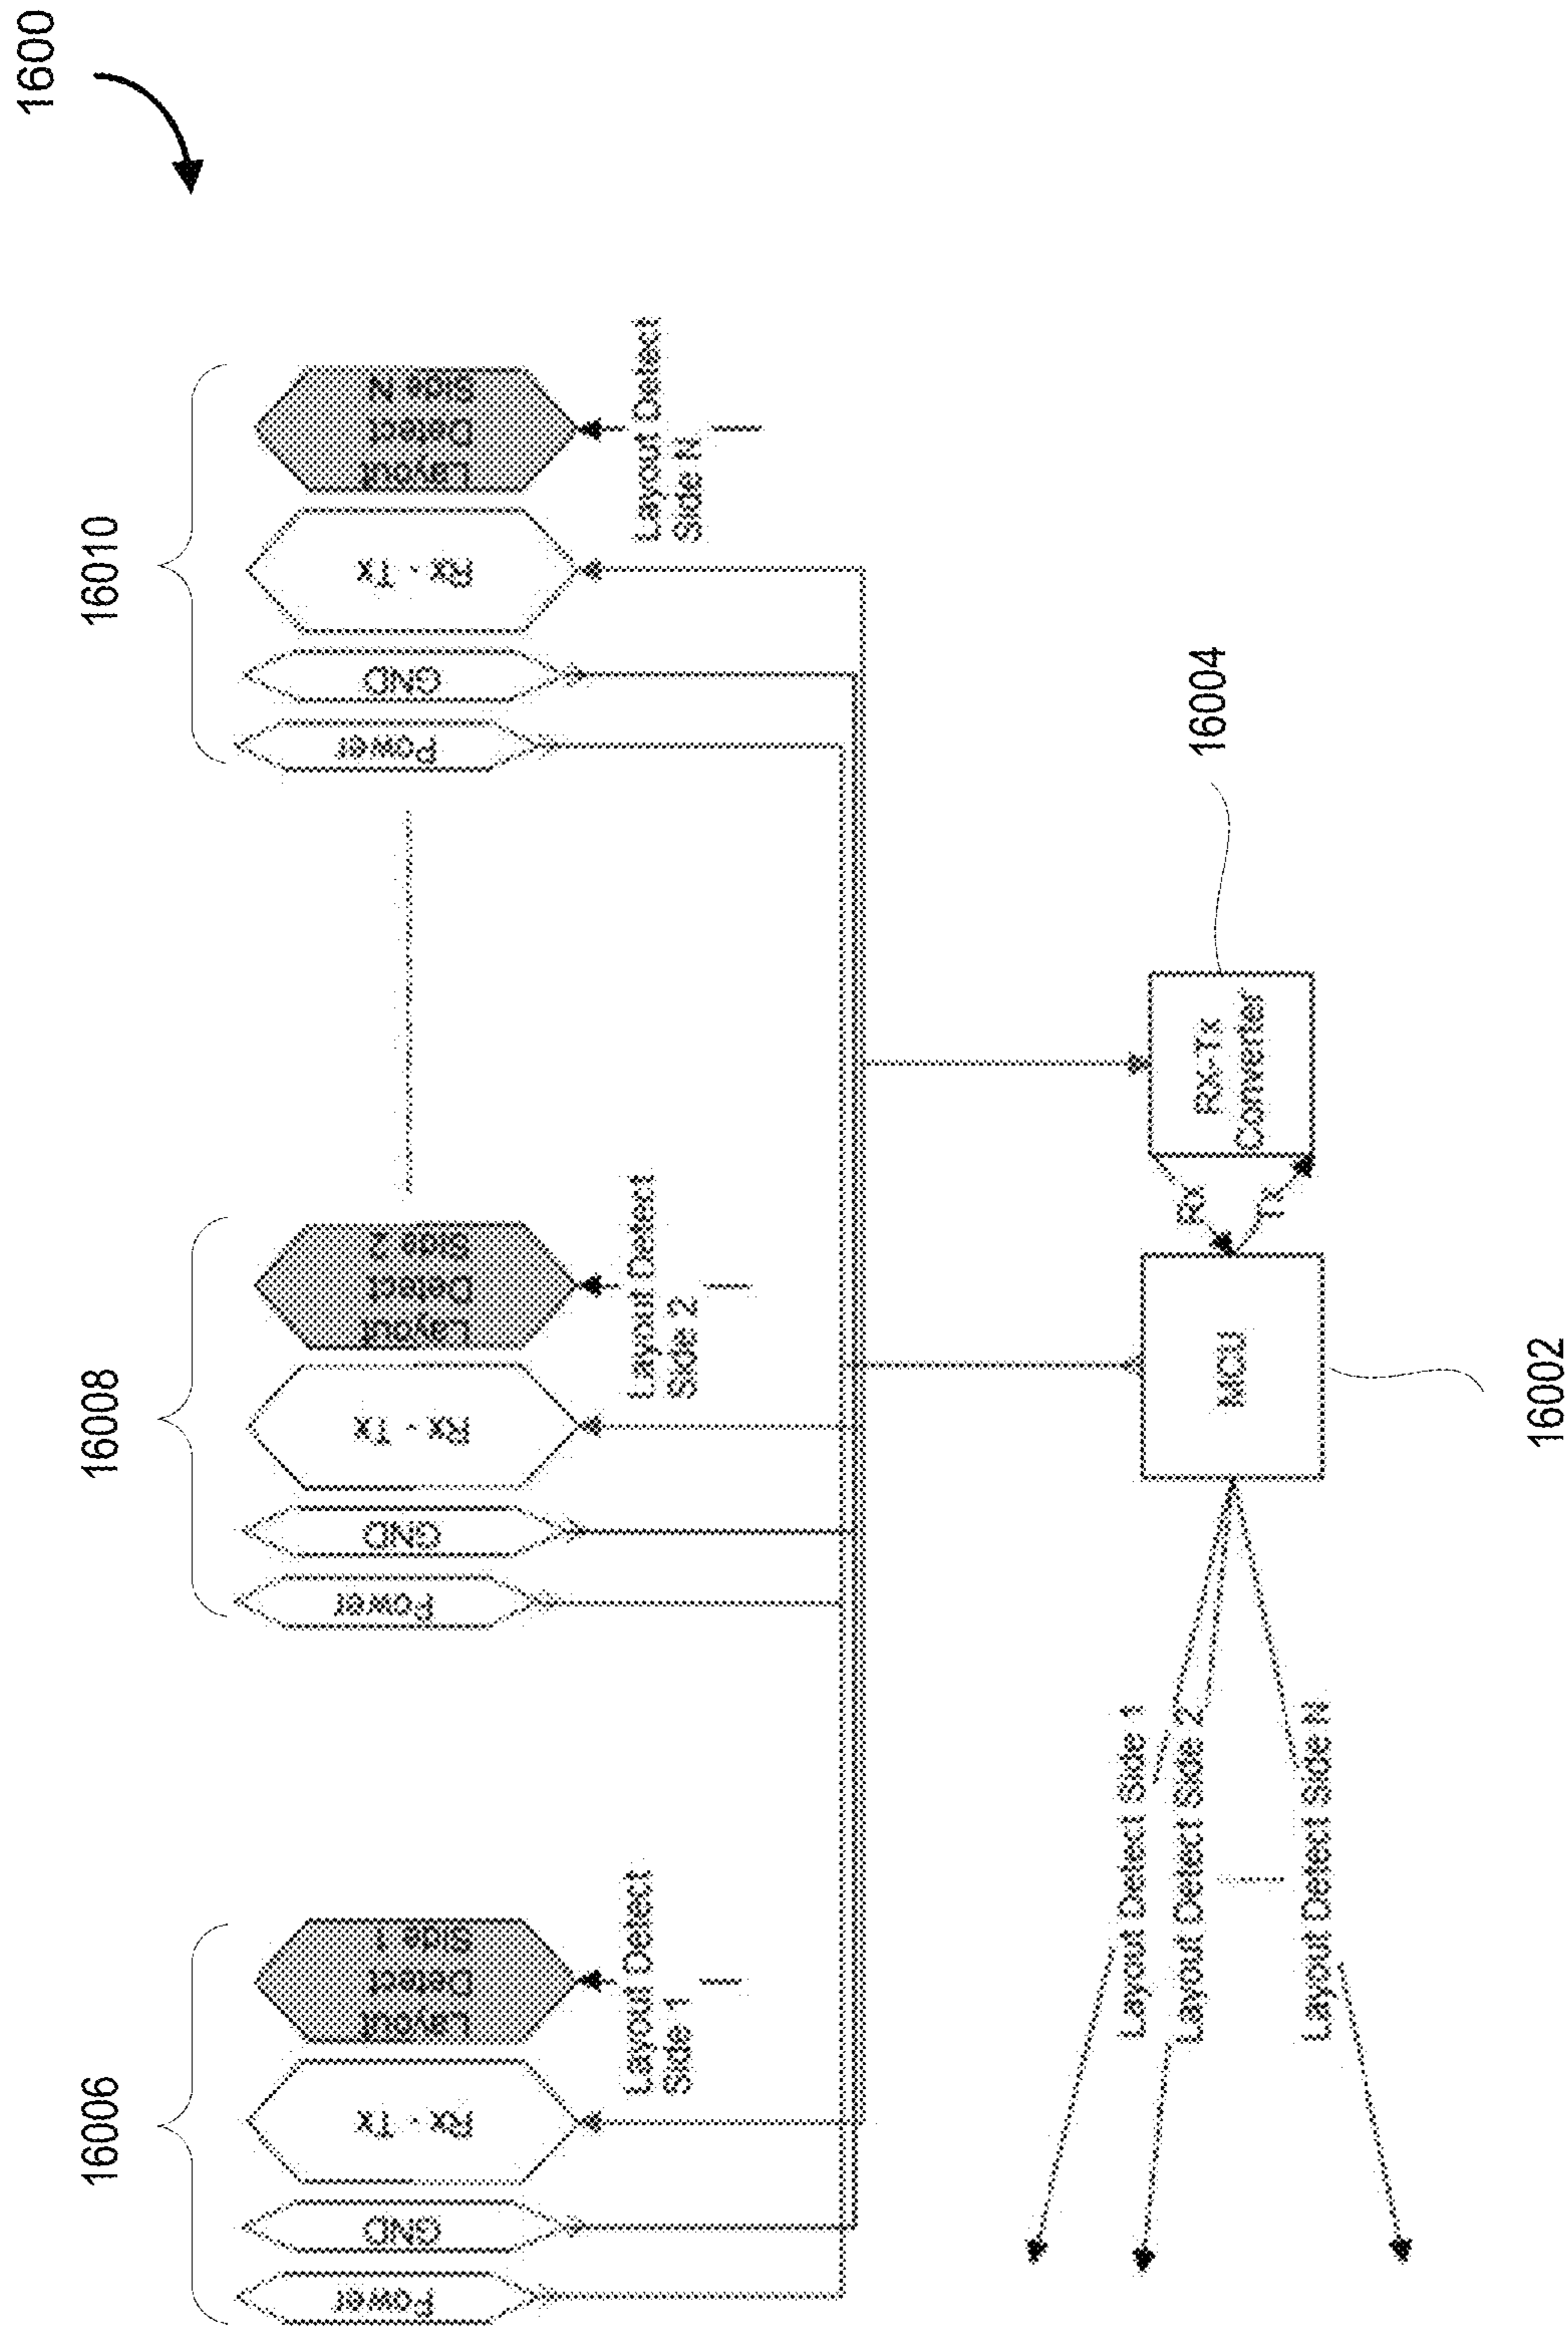 1600
16006
16008
16010
Power
GND
Rx - Tx
Layout
Detect
Side 1
Power
GND
Rx - Tx
Layout
Detect
Side 2
Power
GND
Rx - Tx
Layout
Detect
Side N
Layout Detect
Side 1
Layout Detect
Side 2
Layout Detect
Side N
Layout Detect Side 1
Layout Detect Side 2
Layout Detect Side N
MCU
Rx
Tx
RX-Tx
Converter
16002
16004